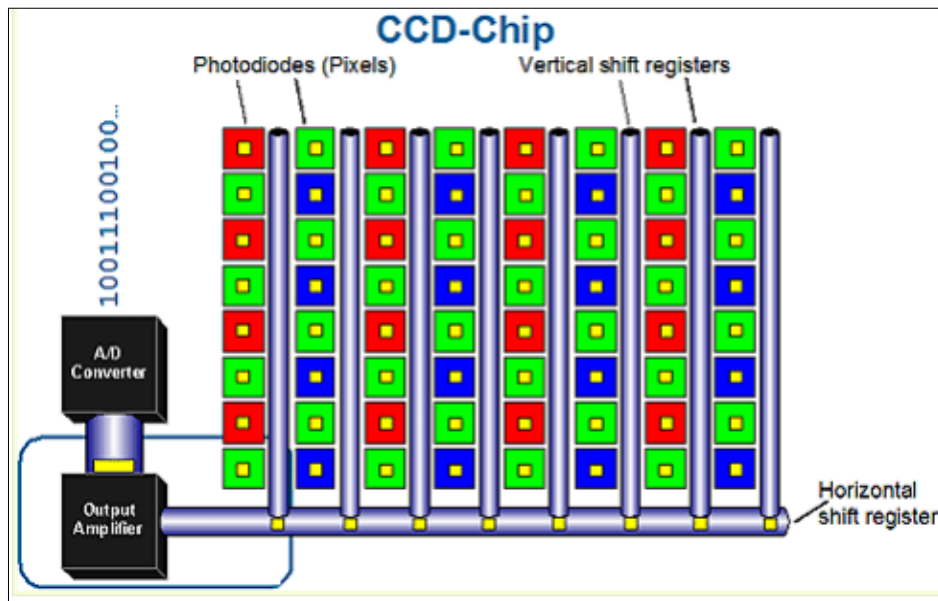 CCD-Chip
Photodiodes (Pixels)
Vertical shift registers
10011100100...
A/D
Converter
Output
Amplifier
Horizontal
shift register